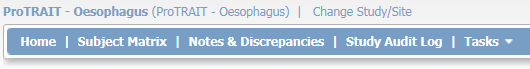 ProTRAIT - Oesophagus (ProTRAIT - Oesophagus) | Change Study/Site
Home | Subject Matrix | Notes & Discrepancies | Study Audit Log | Tasks